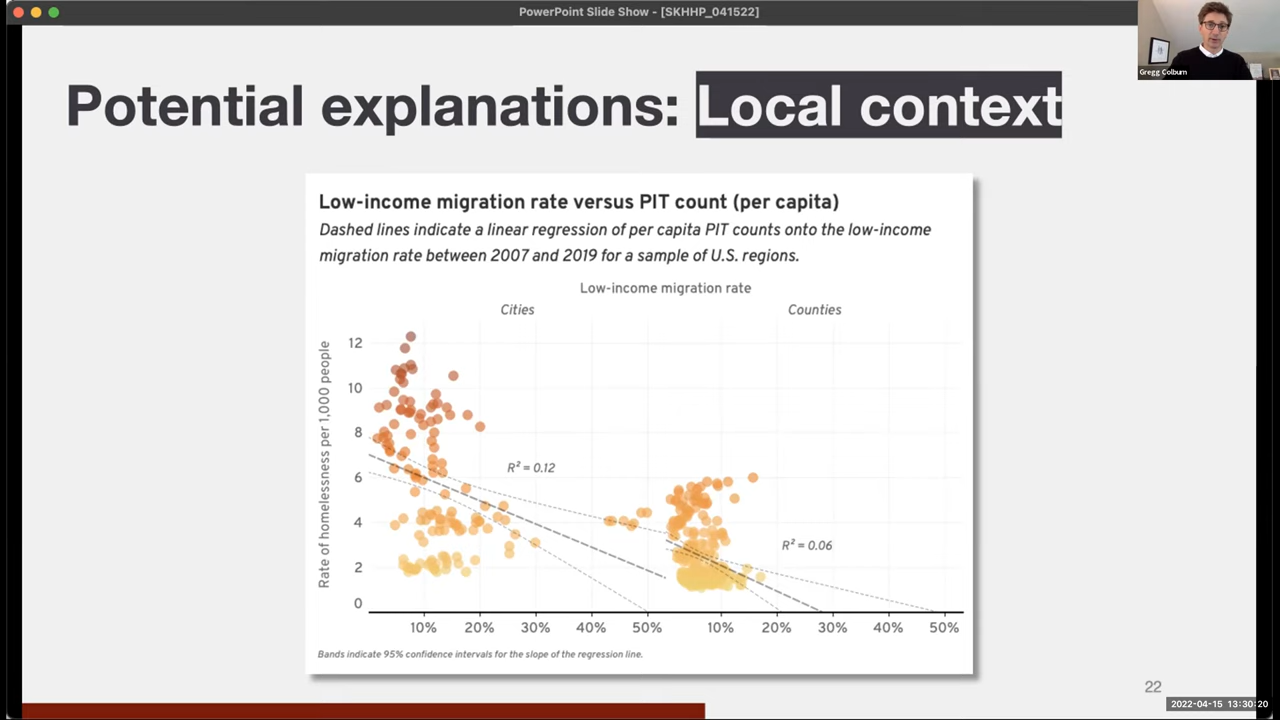 PowerPoint Slide Show - [SKHHP_041522]
Gregg Colburn
Potential explanations: Local context
Low-income migration rate versus PIT count (per capita)
Dashed lines indicate a linear regression of per capita PIT counts onto the low-income
migration rate between 2007 and 2019 for a sample of U.S. regions.
Low-income migration rate
Cities
Counties
Rate of homelessness per 1,000 people
12
10
8
6
4
2
0
R² = 0.12
R² = 0.06
10% 20% 30% 40% 50% 10% 20% 30% 40% 50%
Bands indicate 95% confidence intervals for the slope of the regression line.
22
2022-04-15 13:30:20